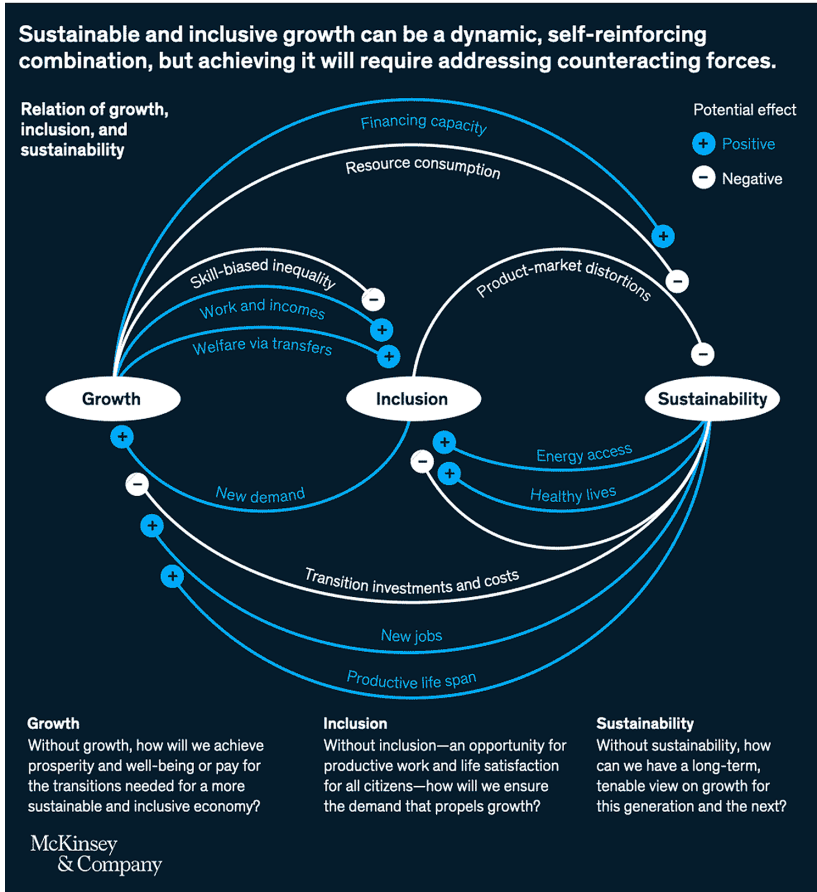 Sustainable and inclusive growth can be a dynamic, self-reinforcing
combination, but achieving it will require addressing counteracting forces.
Relation of growth,
inclusion, and
sustainability
Potential effect
+ Positive
− Negative
Financing capacity
+
Resource consumption
−
Skill-biased inequality
−
Work and incomes
+
Welfare via transfers
+
Product-market distortions
−
Growth
Inclusion
Sustainability
+
New demand
+
Energy access
−
+
Healthy lives
−
Transition investments and costs
+
New jobs
+
Productive life span
Growth
Without growth, how will we achieve
prosperity and well-being or pay for
the transitions needed for a more
sustainable and inclusive economy?
Inclusion
Without inclusion—an opportunity for
productive work and life satisfaction
for all citizens—how will we ensure
the demand that propels growth?
Sustainability
Without sustainability, how
can we have a long-term,
tenable view on growth for
this generation and the next?
McKinsey
& Company